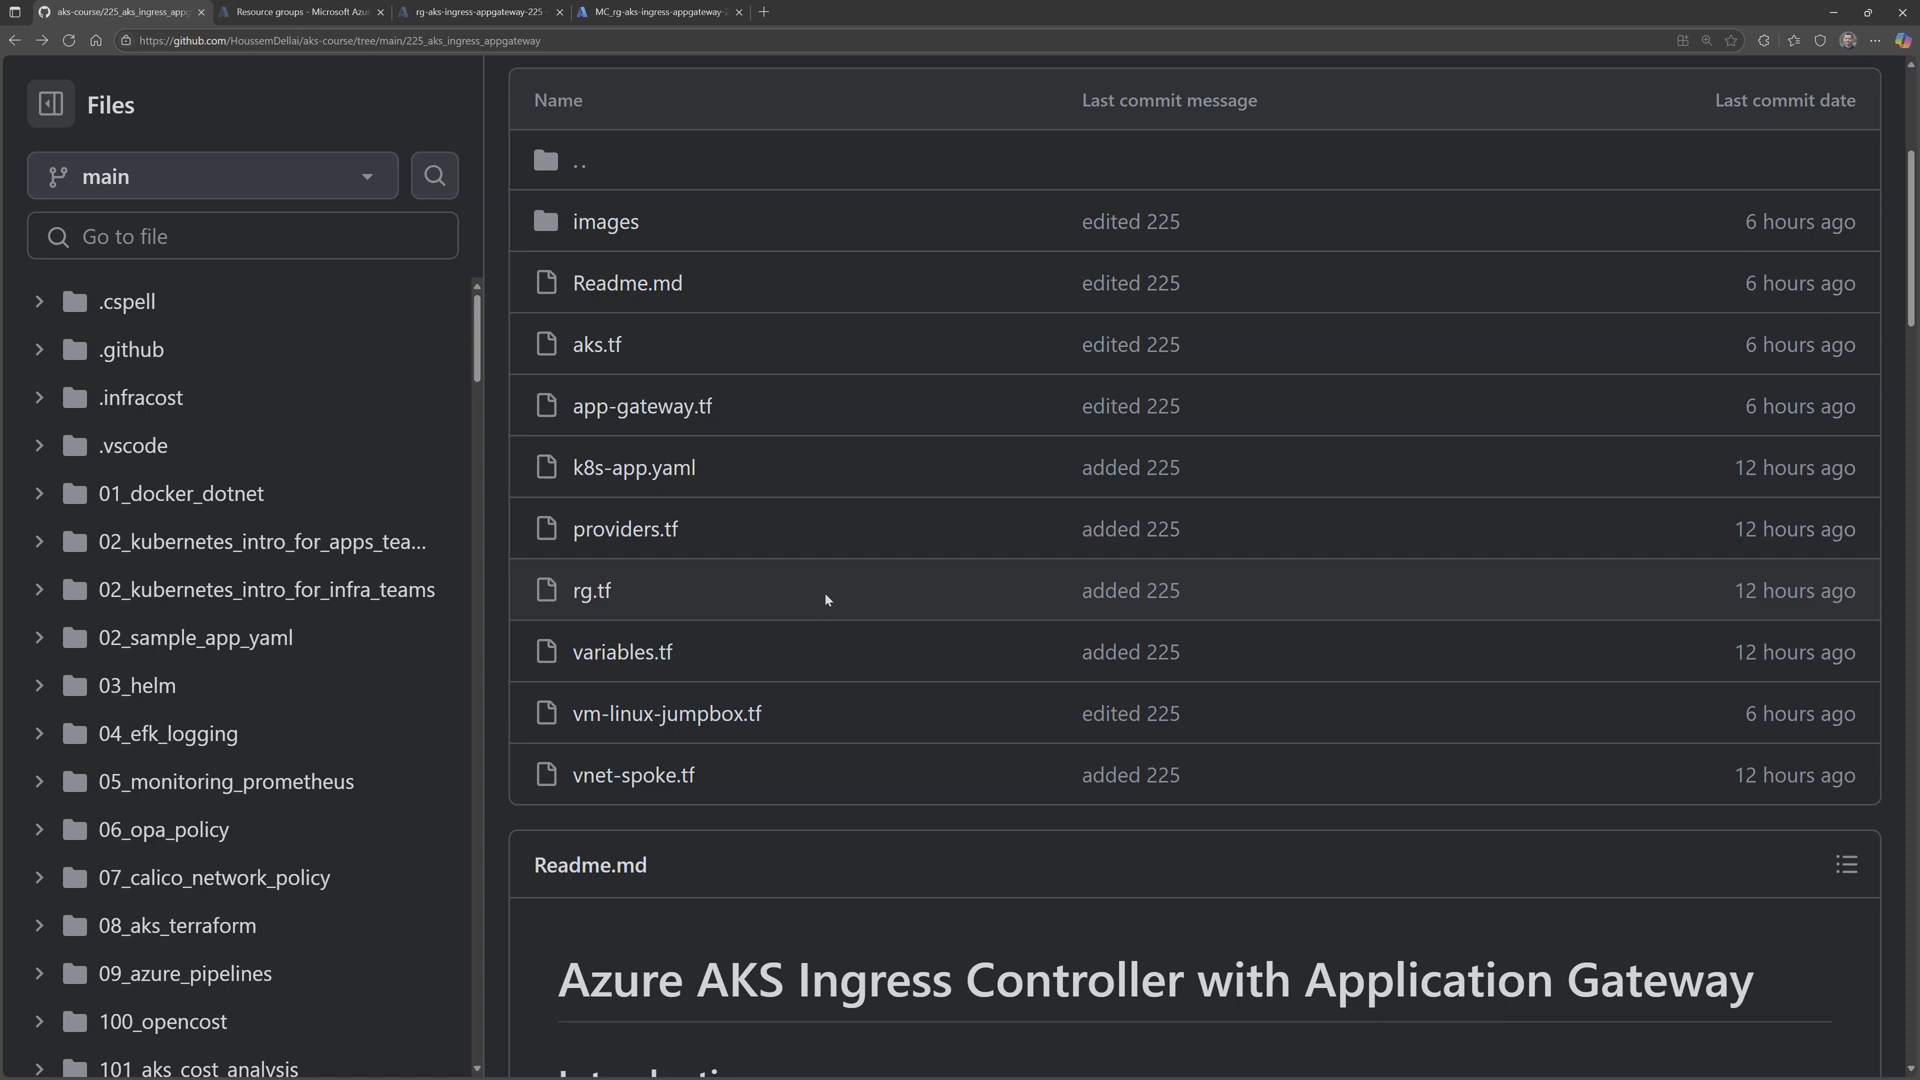 aks-course/225_aks_ingress_appg
Resource groups - Microsoft Azu
rg-aks-ingress-appgateway-225
MC_rg-aks-ingress-appgateway-2
https://github.com/HoussemDellai/aks-course/tree/main/225_aks_ingress_appgateway
Files
main
Go to file
.cspell
.github
.infracost
.vscode
01_docker_dotnet
02_kubernetes_intro_for_apps_tea...
02_kubernetes_intro_for_infra_teams
02_sample_app_yaml
03_helm
04_efk_logging
05_monitoring_prometheus
06_opa_policy
07_calico_network_policy
08_aks_terraform
09_azure_pipelines
100_opencost
101_aks_cost_analysis
Name Last commit message Last commit date
..
images edited 225 6 hours ago
Readme.md edited 225 6 hours ago
aks.tf edited 225 6 hours ago
app-gateway.tf edited 225 6 hours ago
k8s-app.yaml added 225 12 hours ago
providers.tf added 225 12 hours ago
rg.tf added 225 12 hours ago
variables.tf added 225 12 hours ago
vm-linux-jumpbox.tf edited 225 6 hours ago
vnet-spoke.tf added 225 12 hours ago
Readme.md
Azure AKS Ingress Controller with Application Gateway